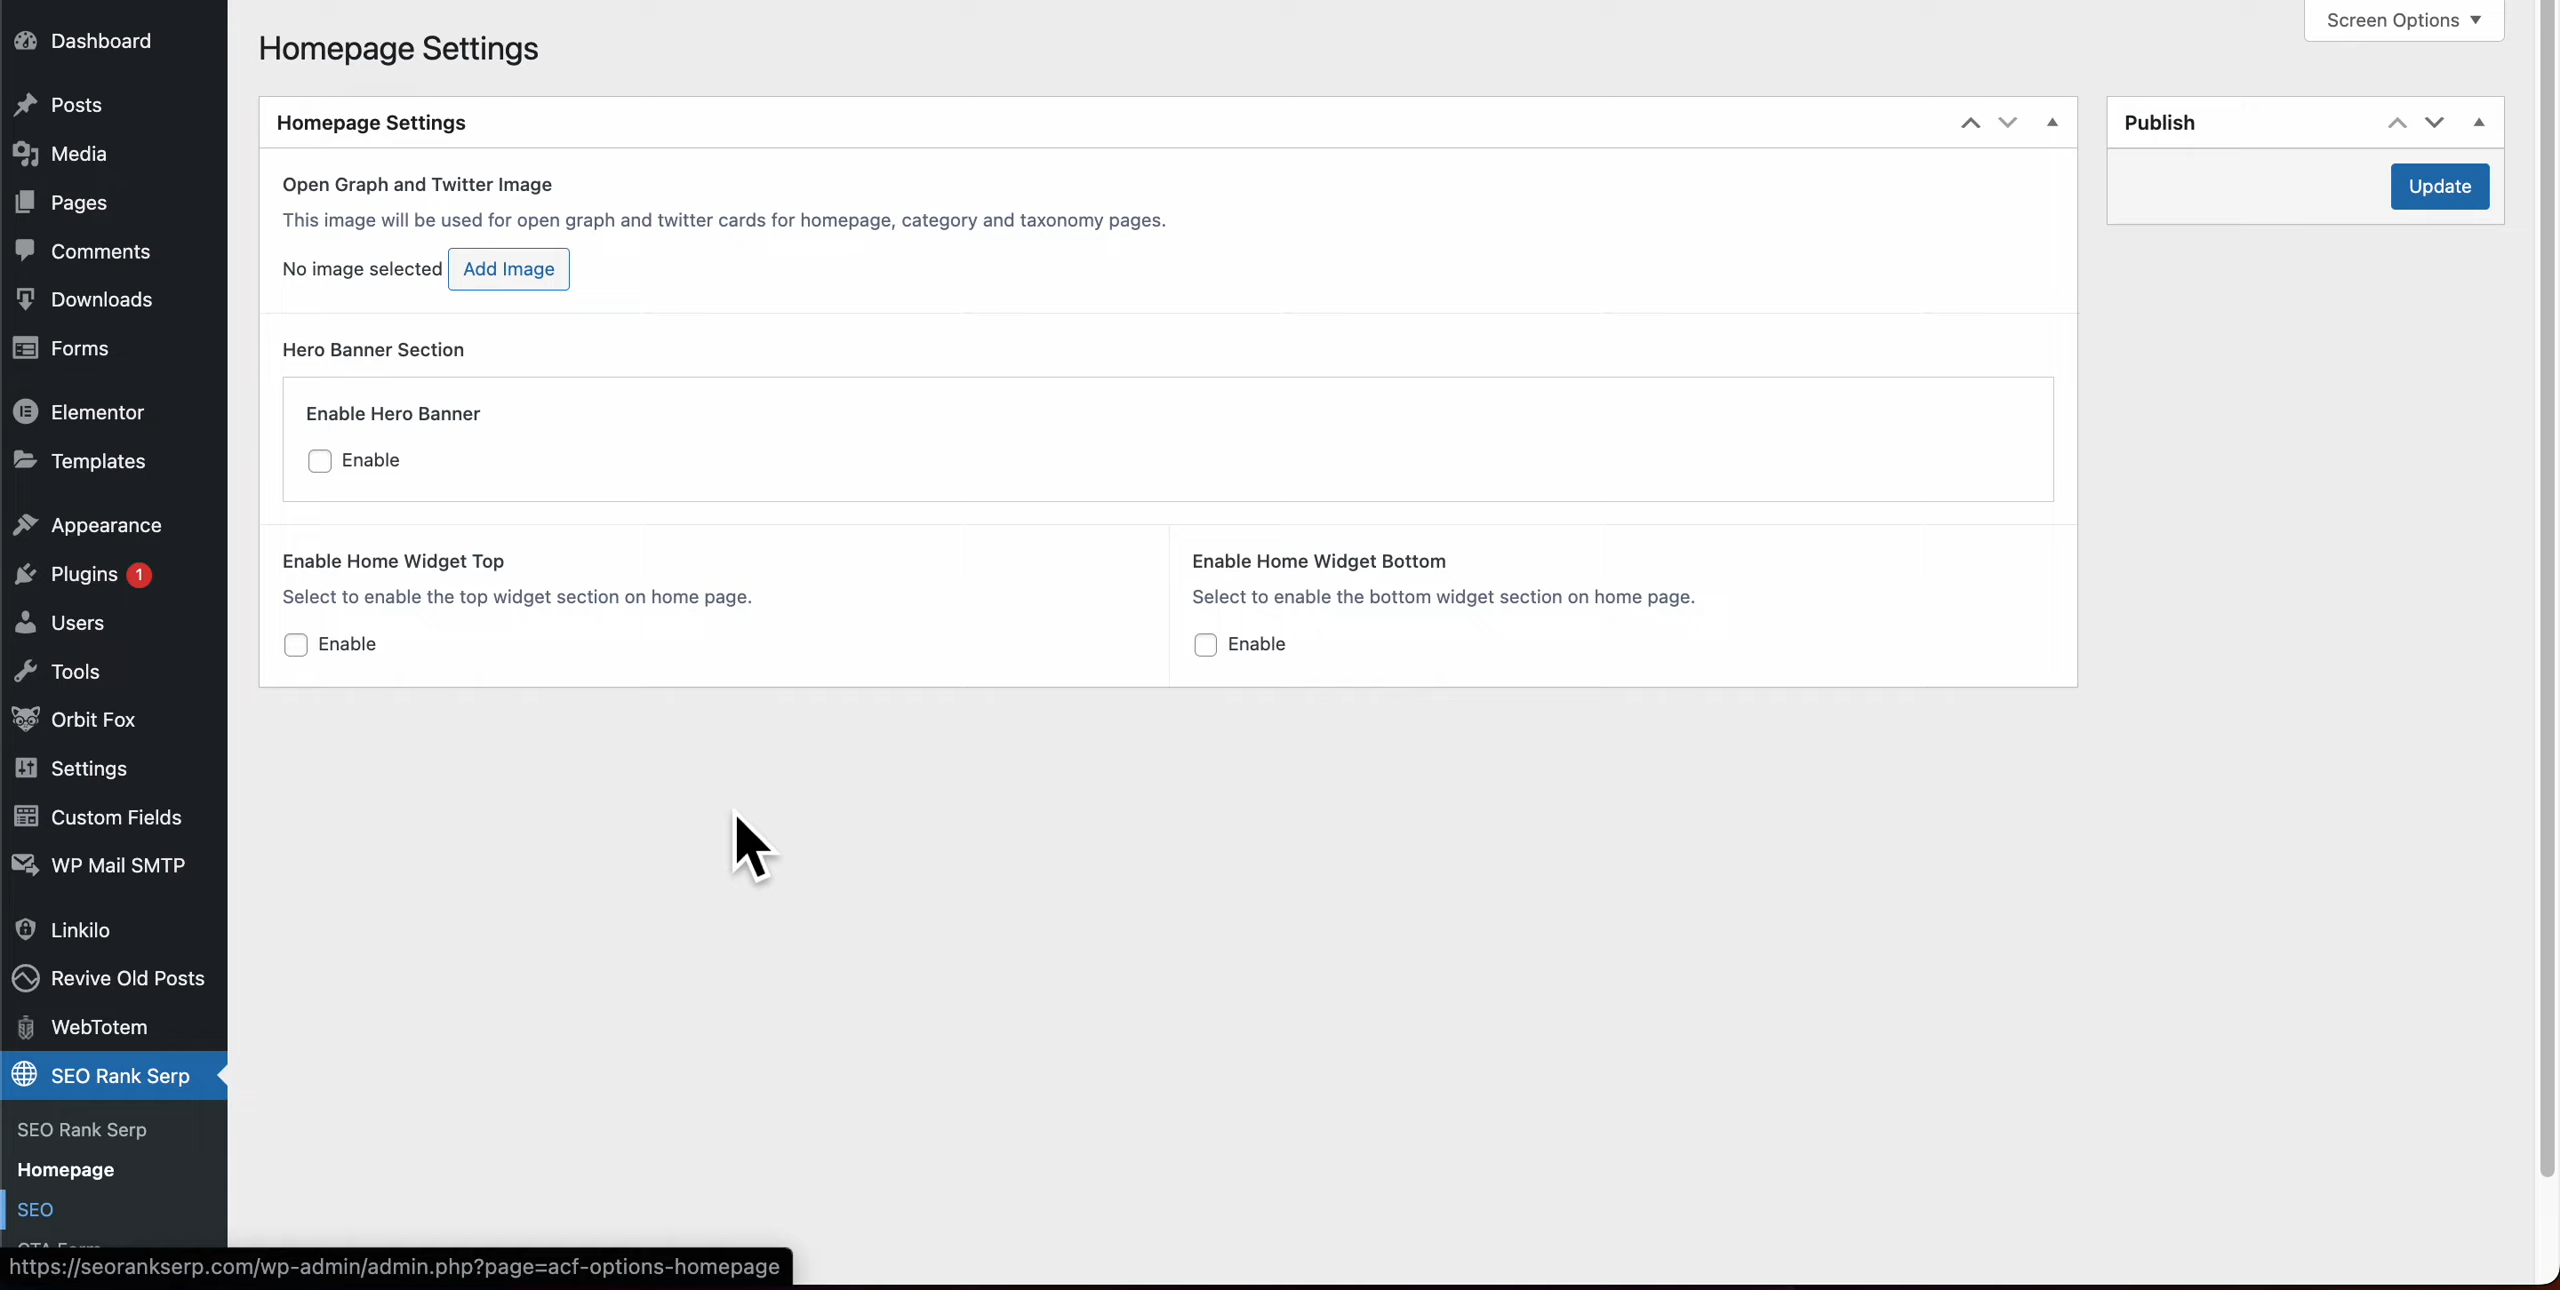 Dashboard
Posts
Media
Pages
Comments
Downloads
Forms
Elementor
Templates
Appearance
Plugins 1
Users
Tools
Orbit Fox
Settings
Custom Fields
WP Mail SMTP
Linkilo
Revive Old Posts
WebTotem
SEO Rank Serp
SEO Rank Serp
Homepage
SEO
https://seorankserp.com/wp-admin/admin.php?page=acf-options-homepage
Screen Options
Homepage Settings
Homepage Settings
Open Graph and Twitter Image
This image will be used for open graph and twitter cards for homepage, category and taxonomy pages.
No image selected Add Image
Hero Banner Section
Enable Hero Banner
Enable
Enable Home Widget Top
Select to enable the top widget section on home page.
Enable
Enable Home Widget Bottom
Select to enable the bottom widget section on home page.
Enable
Publish
Update